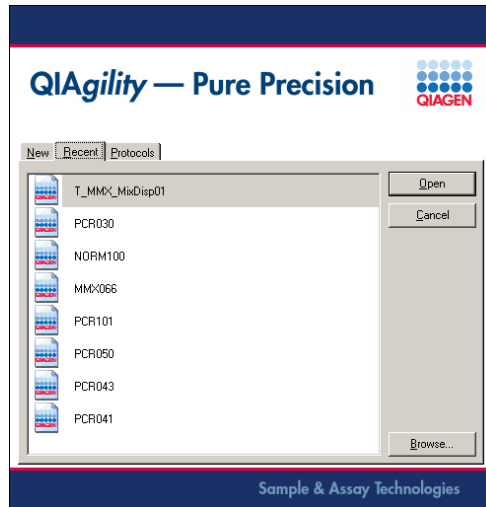 QIAgility — Pure Precision
QIAGEN
New Recent Protocols
T_MMX_MixDisp01
PCR030
NORM100
MMX066
PCR101
PCR050
PCR043
PCR041
Open
Cancel
Browse...
Sample & Assay Technologies